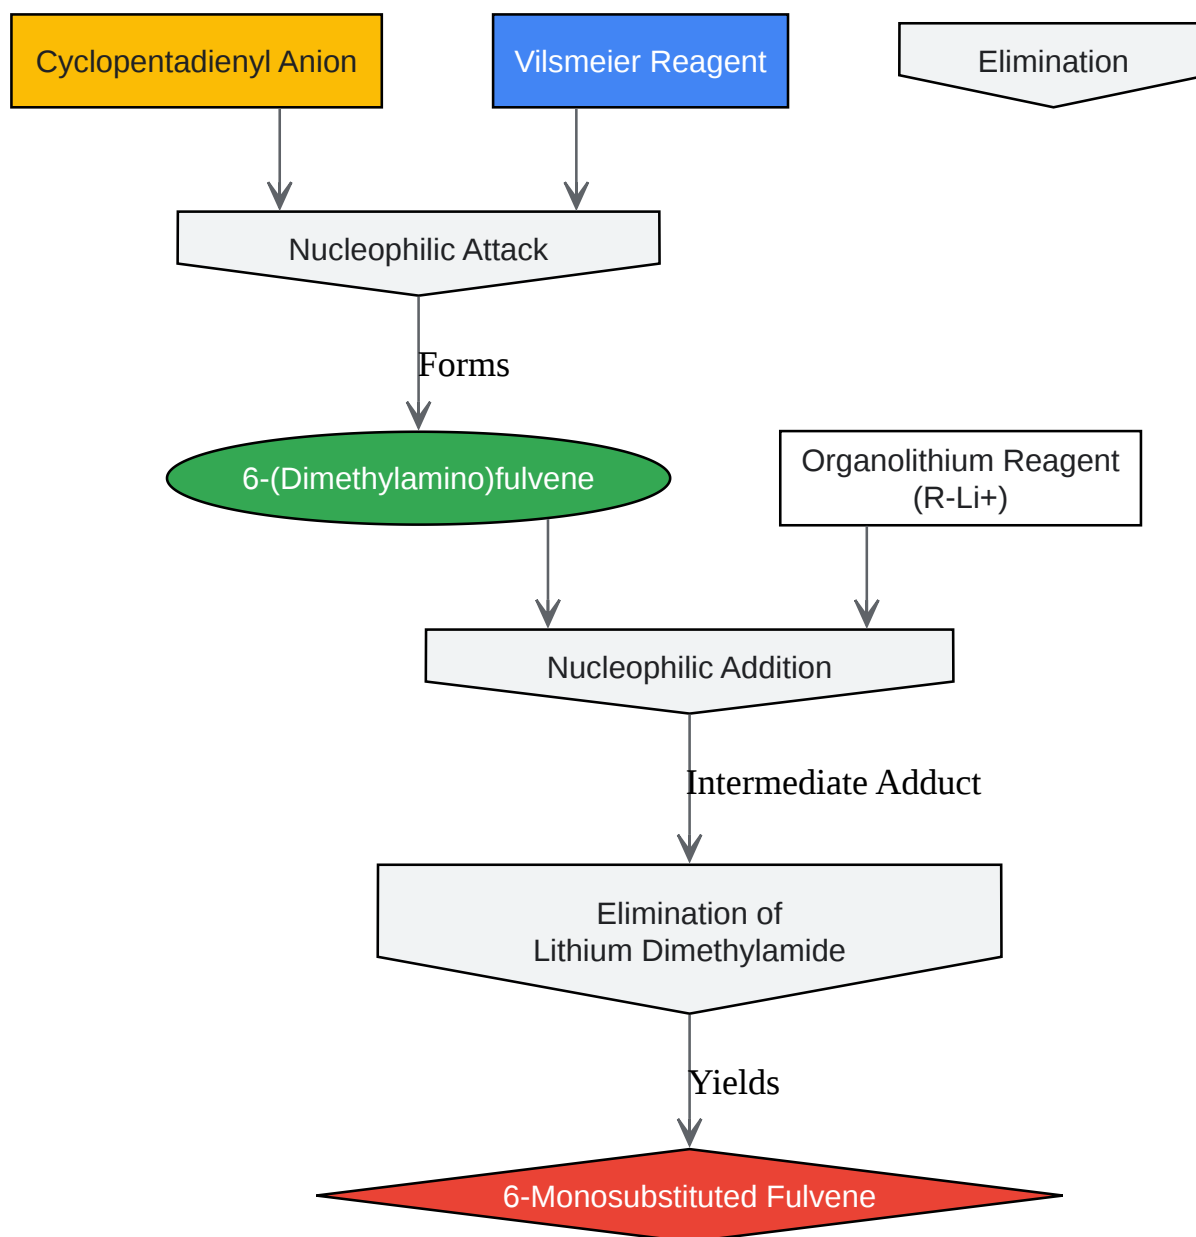 Cyclopentadienyl Anion
Vilsmeier Reagent
Elimination
Nucleophilic Attack
Forms
6-(Dimethylamino)fulvene
Organolithium Reagent
(R-Li+)
Nucleophilic Addition
Intermediate Adduct
Elimination of
Lithium Dimethylamide
Yields
6-Monosubstituted Fulvene